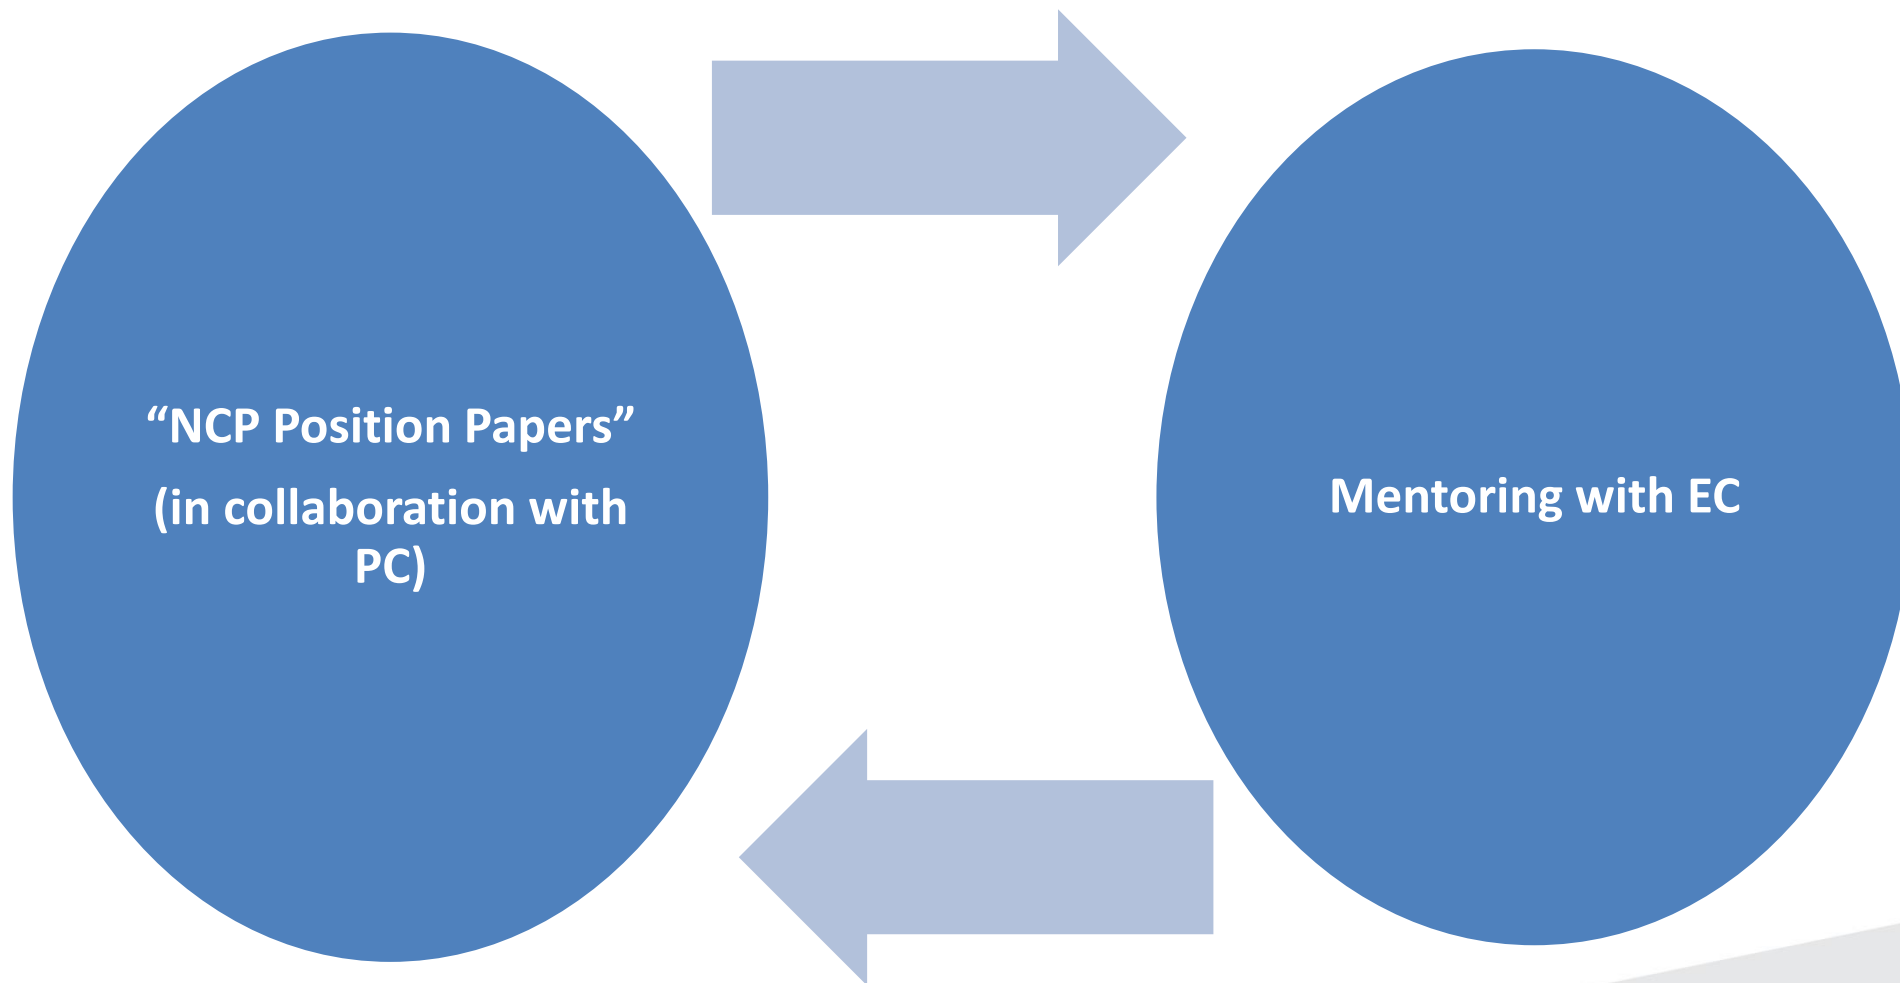 “NCP Position Papers”
(in collaboration with
PC)
Mentoring with EC